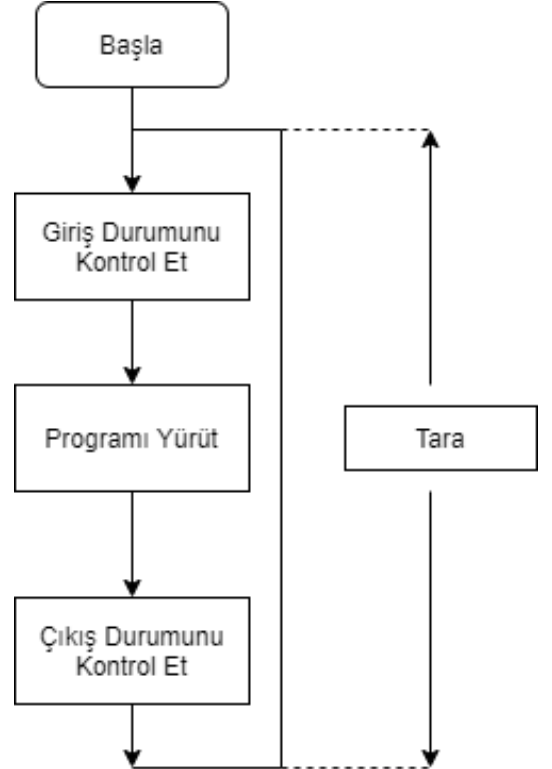 Başla
Giriş Durumunu
Kontrol Et
Programı Yürüt
Tara
Çıkış Durumunu
Kontrol Et